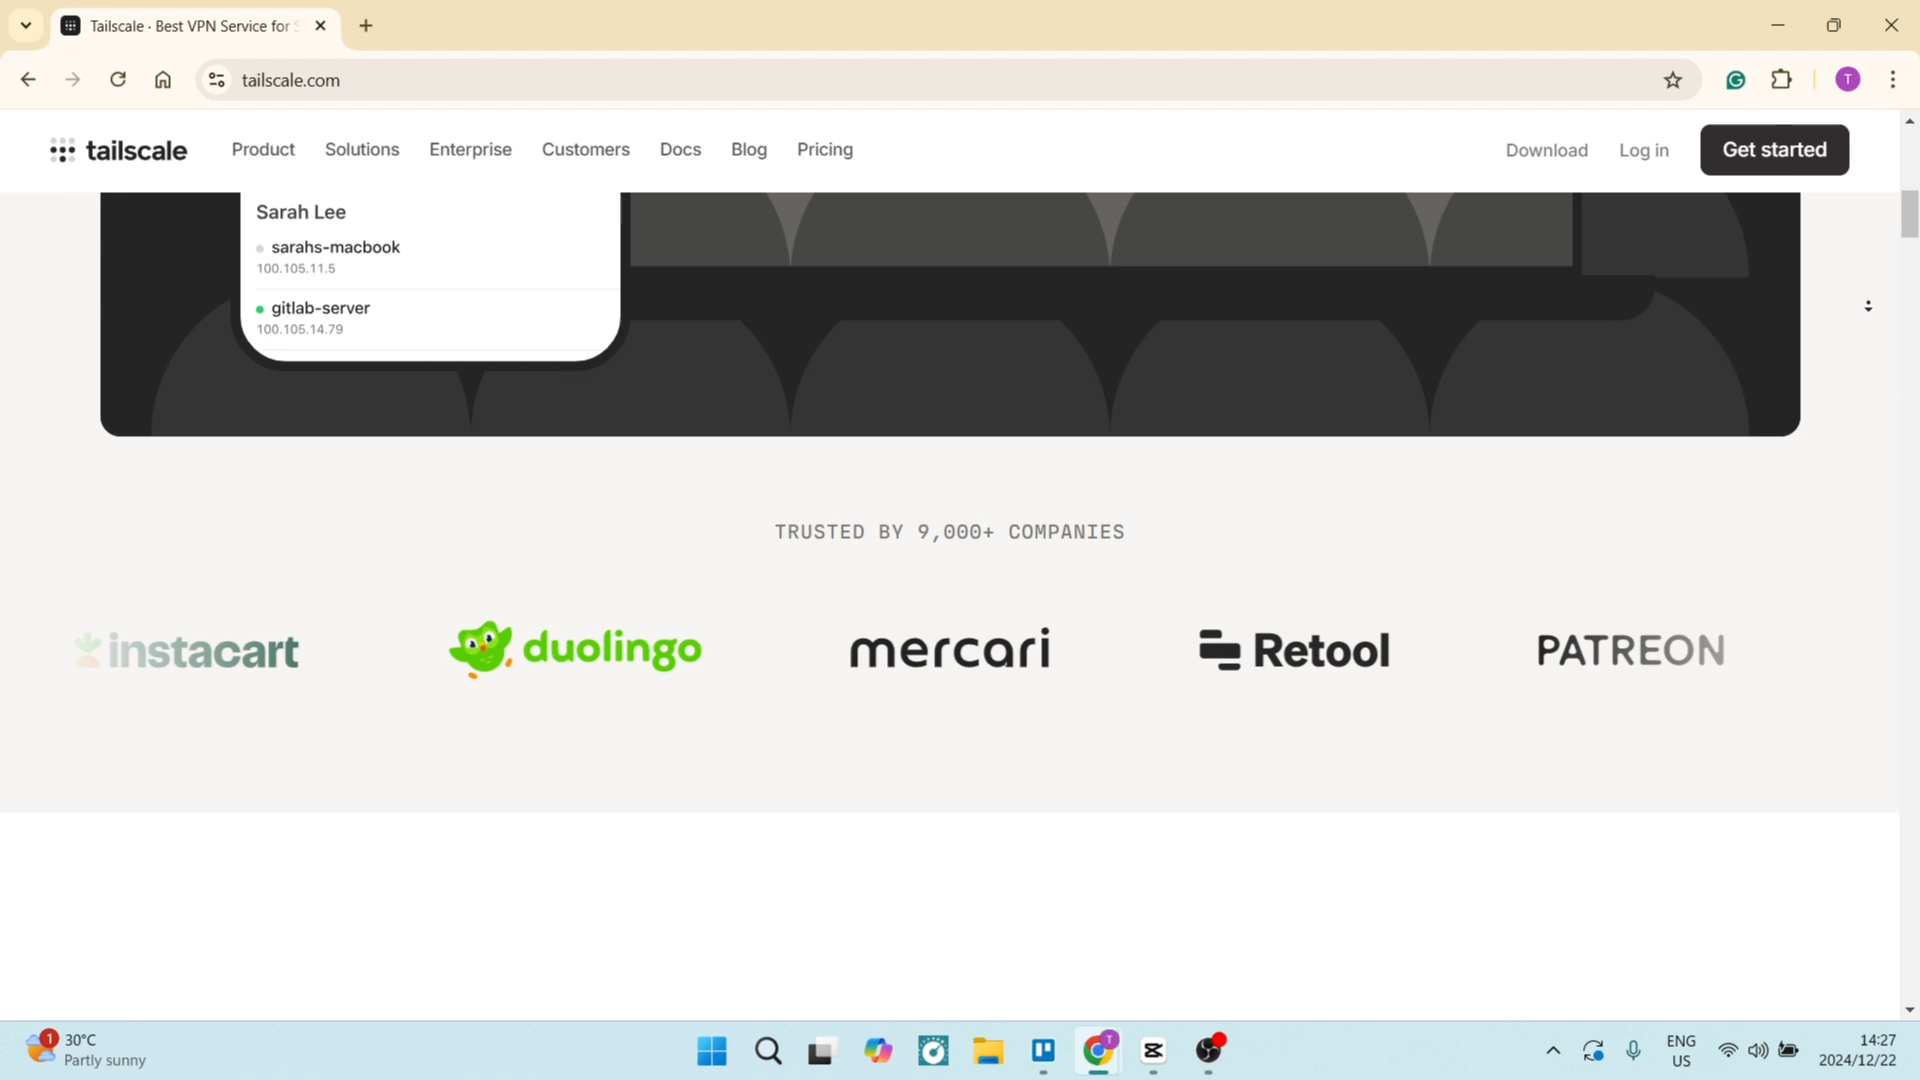 Tailscale · Best VPN Service for
tailscale.com
T
tailscale
Product
Solutions
Enterprise
Customers
Docs
Blog
Pricing
Download
Log in
Get started
Sarah Lee
sarahs-macbook
100.105.11.5
gitlab-server
100.105.14.79
TRUSTED BY 9,000+ COMPANIES
instacart
duolingo
mercari
Retool
PATREON
1
30°C
Partly sunny
T
ENG
US
14:27
2024/12/22